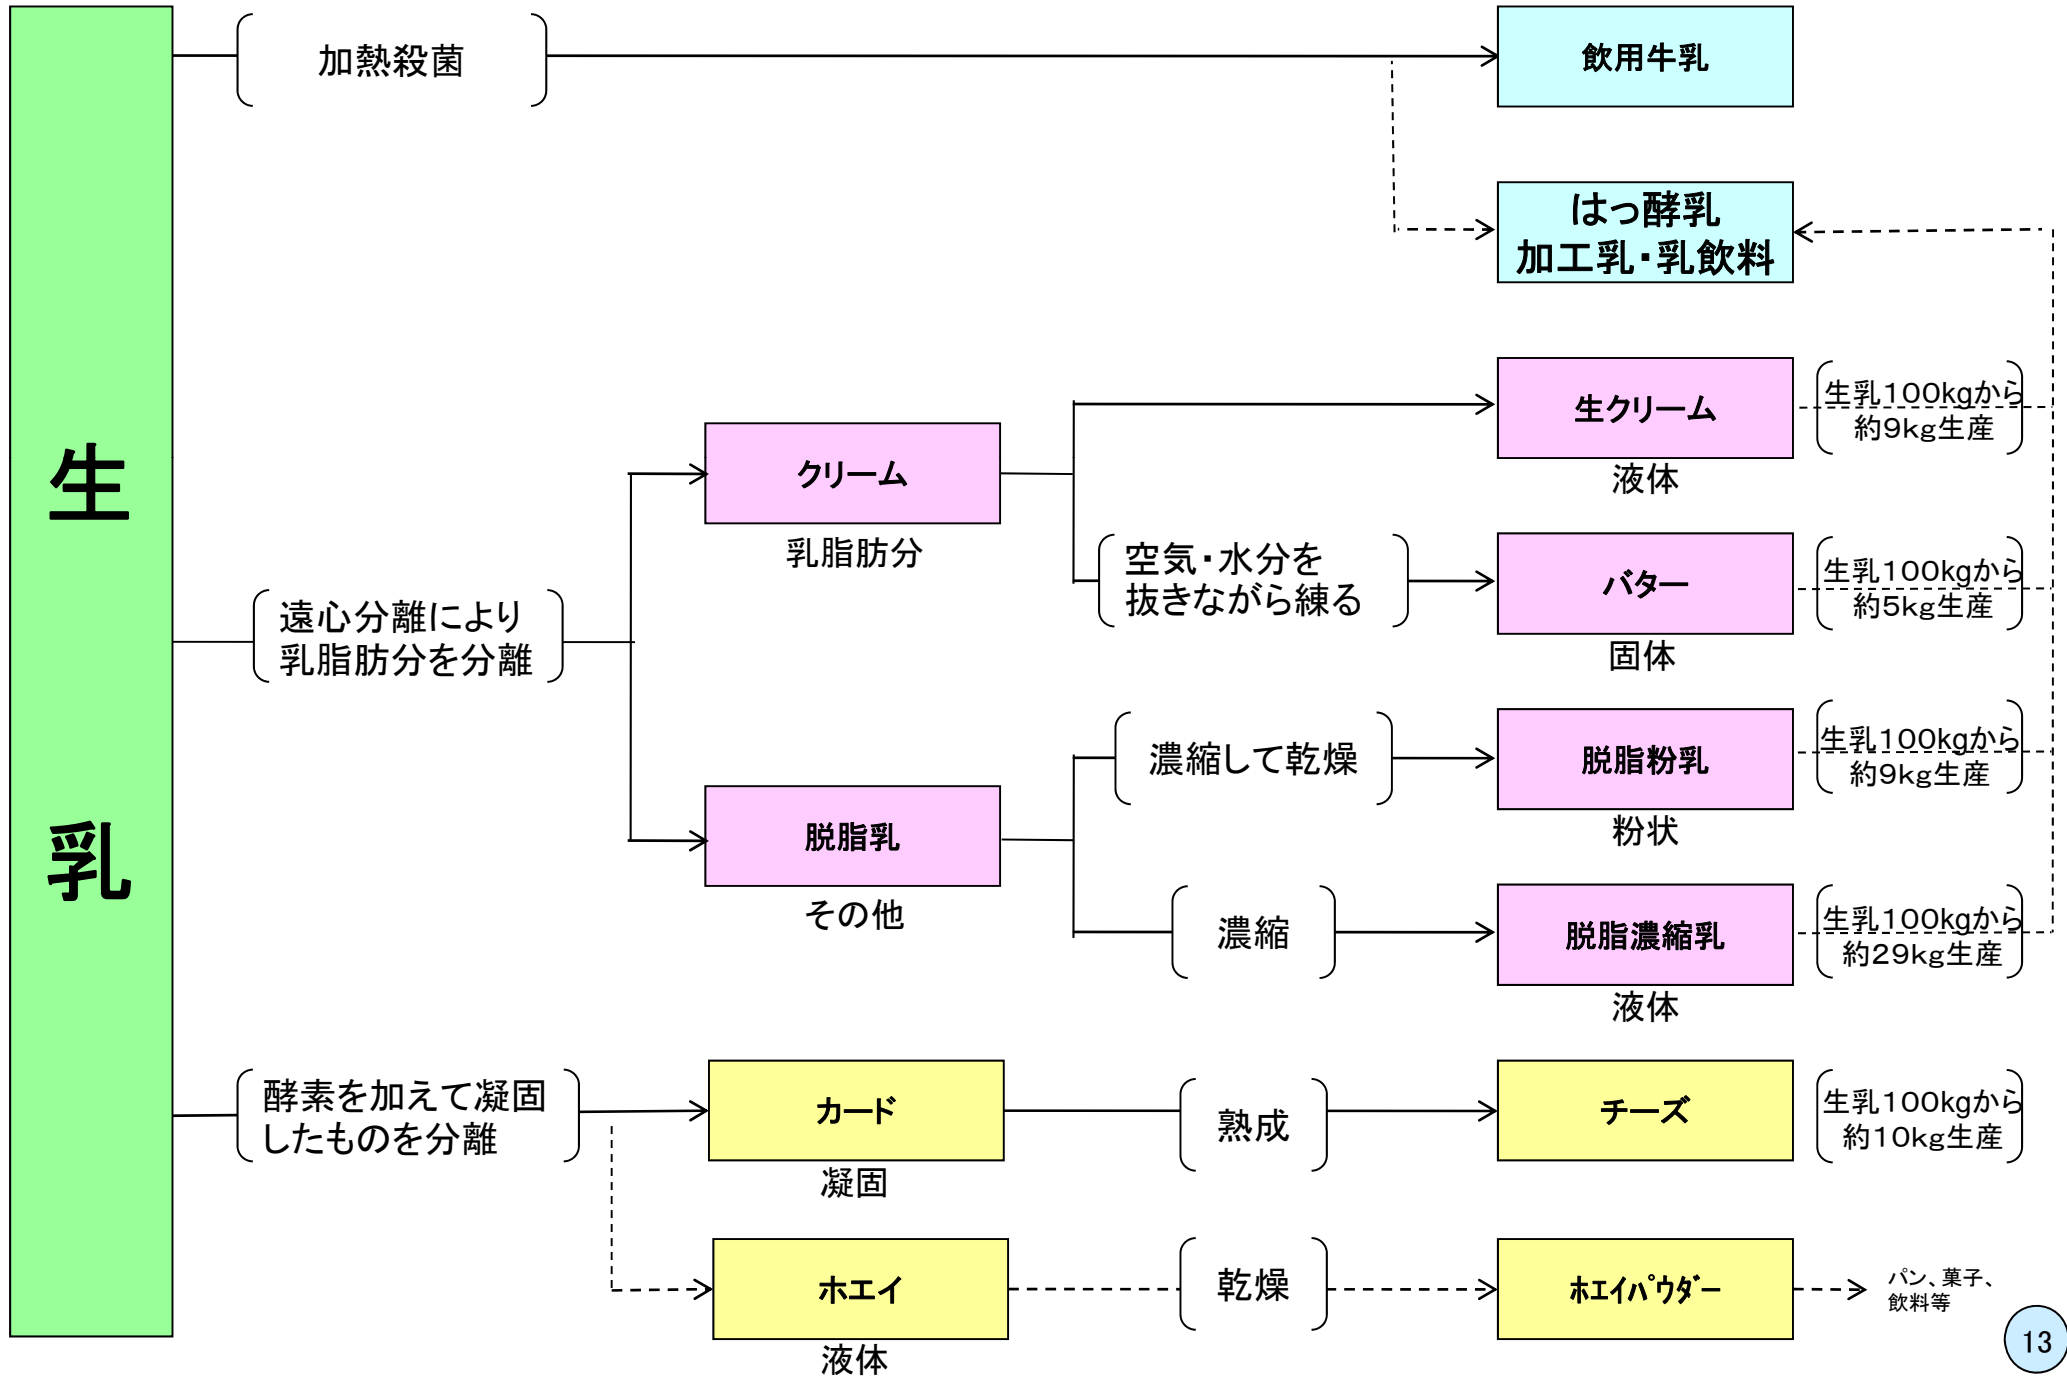 生
乳
加熱殺菌
飲用牛乳
はっ酵乳
加工乳・乳飲料
遠心分離により
乳脂肪分を分離
クリーム
乳脂肪分
生クリーム
液体
生乳100kgから
約9kg生産
空気・水分を
抜きながら練る
バター
固体
生乳100kgから
約5kg生産
脱脂乳
その他
濃縮して乾燥
脱脂粉乳
粉状
生乳100kgから
約9kg生産
濃縮
脱脂濃縮乳
液体
生乳100kgから
約29kg生産
酵素を加えて凝固
したものを分離
カード
凝固
熟成
チーズ
生乳100kgから
約10kg生産
ホエイ
液体
乾燥
ホエイパウダー
パン、菓子、
飲料等
13